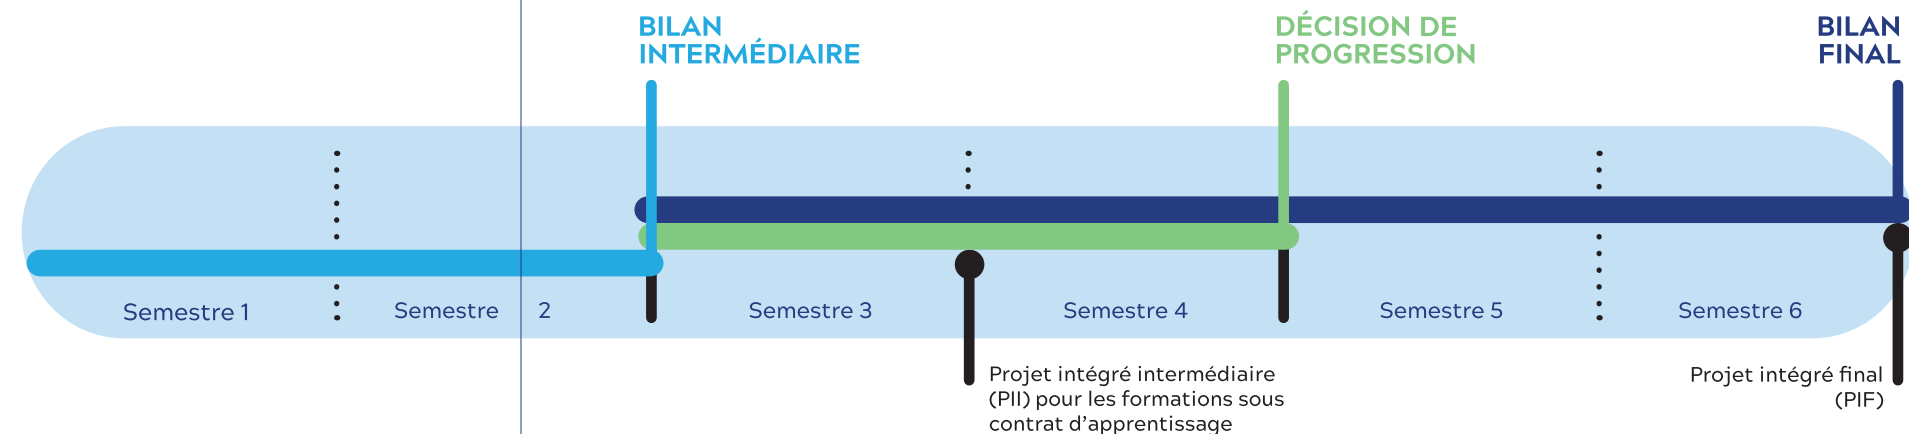 BILAN
INTERMÉDIAIRE
DÉCISION DE
PROGRESSION
BILAN
FINAL
Semestre 1
Semestre 2
Semestre 3
Semestre 4
Semestre 5
Semestre 6
Projet intégré intermédiaire
(PII) pour les formations sous
contrat d’apprentissage
Projet intégré final
(PIF)